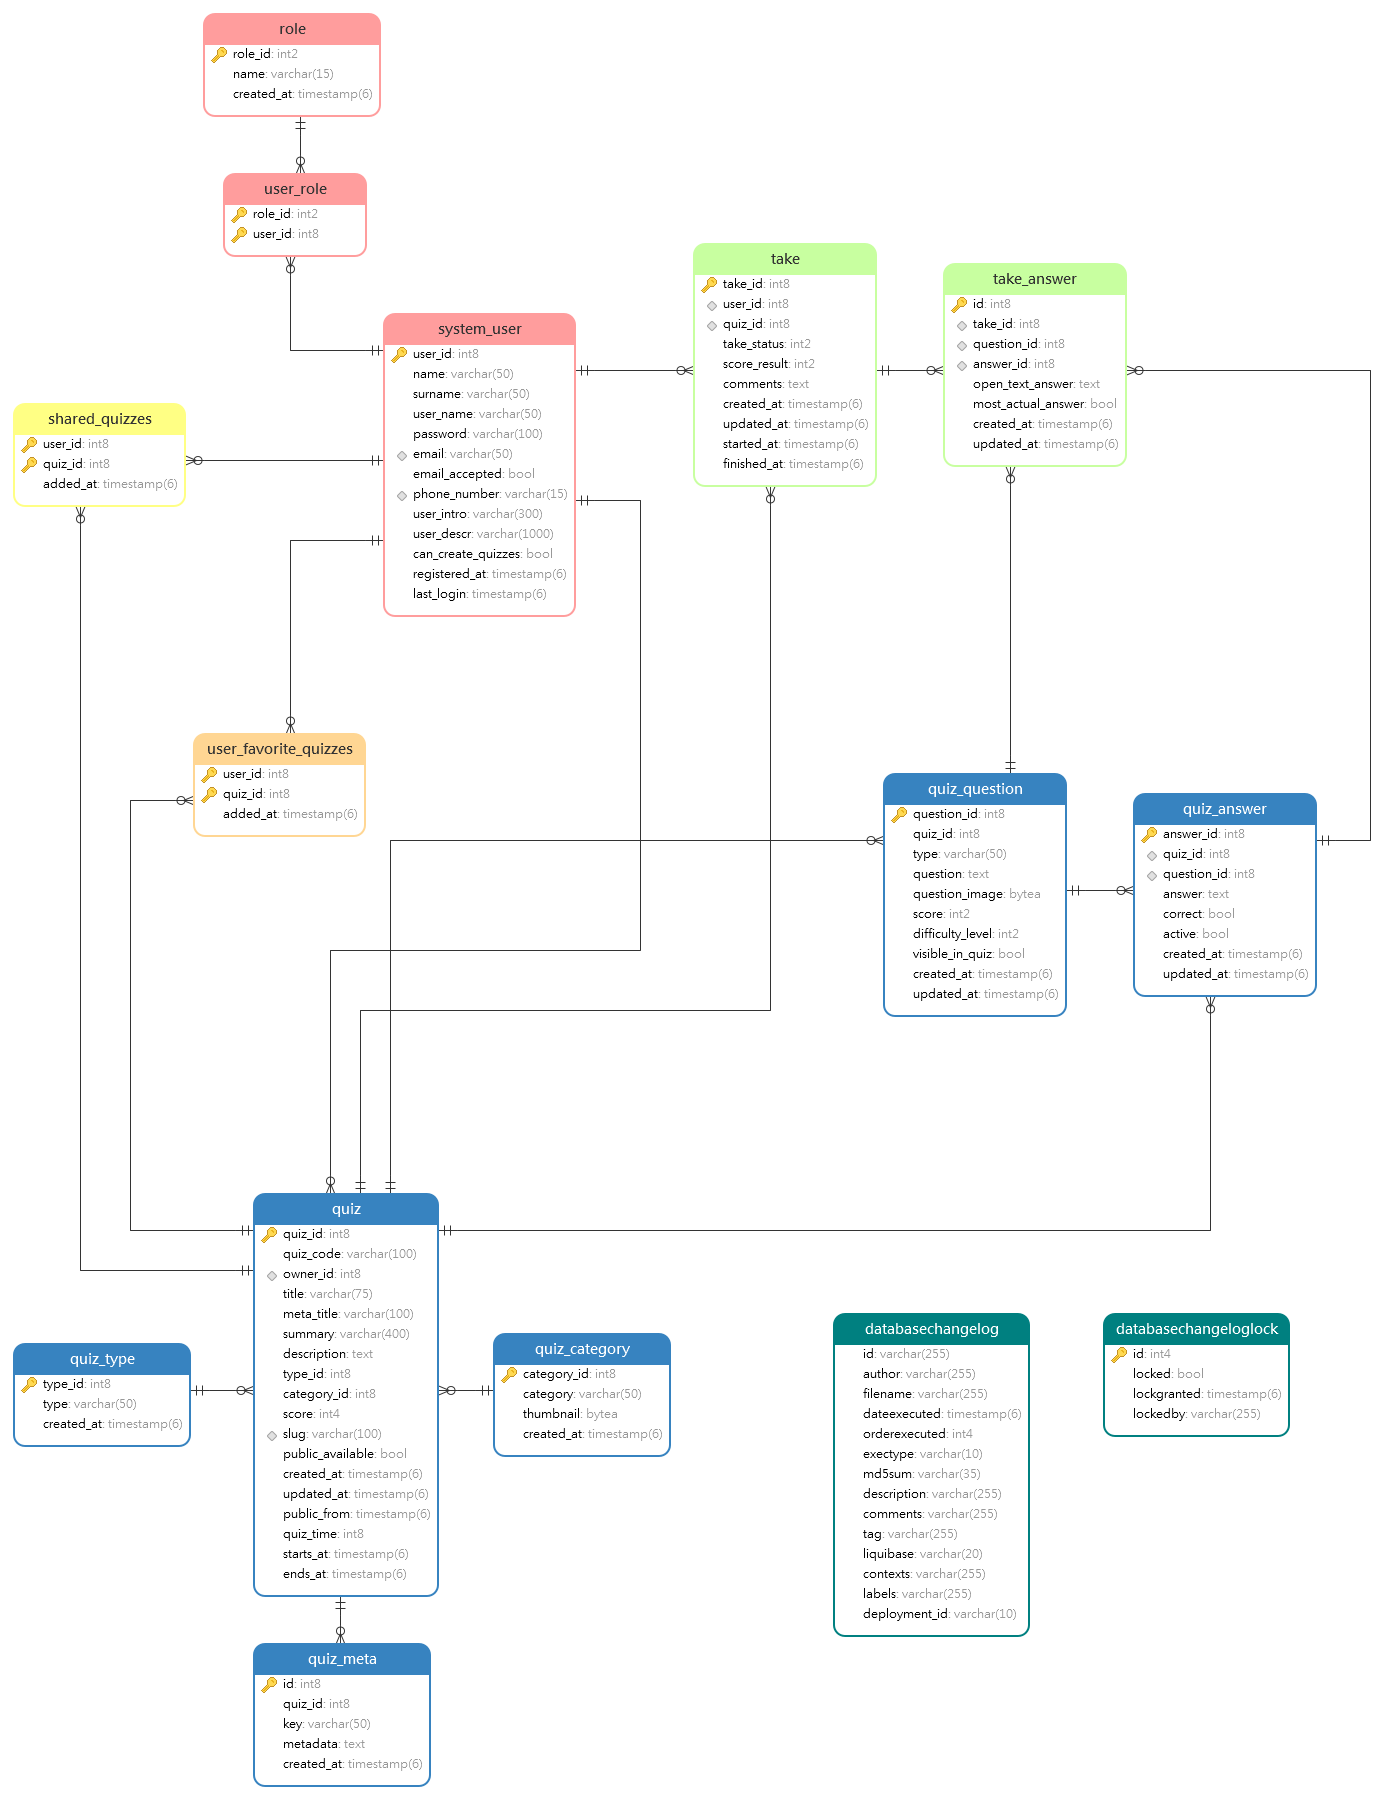 role
role_id: int2
name: varchar(15)
created_at: timestamp(6)
user_role
role_id: int2
user_id: int8
system_user
user_id: int8
name: varchar(50)
surname: varchar(50)
user_name: varchar(50)
password: varchar(100)
email: varchar(50)
email_accepted: bool
phone_number: varchar(15)
user_intro: varchar(300)
user_descr: varchar(1000)
can_create_quizzes: bool
registered_at: timestamp(6)
last_login: timestamp(6)
take
take_id: int8
user_id: int8
quiz_id: int8
take_status: int2
score_result: int2
comments: text
created_at: timestamp(6)
updated_at: timestamp(6)
started_at: timestamp(6)
finished_at: timestamp(6)
take_answer
id: int8
take_id: int8
question_id: int8
answer_id: int8
open_text_answer: text
most_actual_answer: bool
created_at: timestamp(6)
updated_at: timestamp(6)
shared_quizzes
user_id: int8
quiz_id: int8
added_at: timestamp(6)
user_favorite_quizzes
user_id: int8
quiz_id: int8
added_at: timestamp(6)
quiz_question
question_id: int8
quiz_id: int8
type: varchar(50)
question: text
question_image: bytea
score: int2
difficulty_level: int2
visible_in_quiz: bool
created_at: timestamp(6)
updated_at: timestamp(6)
quiz_answer
answer_id: int8
quiz_id: int8
question_id: int8
answer: text
correct: bool
active: bool
created_at: timestamp(6)
updated_at: timestamp(6)
quiz
quiz_id: int8
quiz_code: varchar(100)
owner_id: int8
title: varchar(75)
meta_title: varchar(100)
summary: varchar(400)
description: text
type_id: int8
category_id: int8
score: int4
slug: varchar(100)
public_available: bool
created_at: timestamp(6)
updated_at: timestamp(6)
public_from: timestamp(6)
quiz_time: int8
starts_at: timestamp(6)
ends_at: timestamp(6)
quiz_type
type_id: int8
type: varchar(50)
created_at: timestamp(6)
quiz_category
category_id: int8
category: varchar(50)
thumbnail: bytea
created_at: timestamp(6)
databasechangelog
id: varchar(255)
author: varchar(255)
filename: varchar(255)
dateexecuted: timestamp(6)
orderexecuted: int4
exectype: varchar(10)
md5sum: varchar(35)
description: varchar(255)
comments: varchar(255)
tag: varchar(255)
liquibase: varchar(20)
contexts: varchar(255)
labels: varchar(255)
deployment_id: varchar(10)
databasechangeloglock
id: int4
locked: bool
lockgranted: timestamp(6)
lockedby: varchar(255)
quiz_meta
id: int8
quiz_id: int8
key: varchar(50)
metadata: text
created_at: timestamp(6)